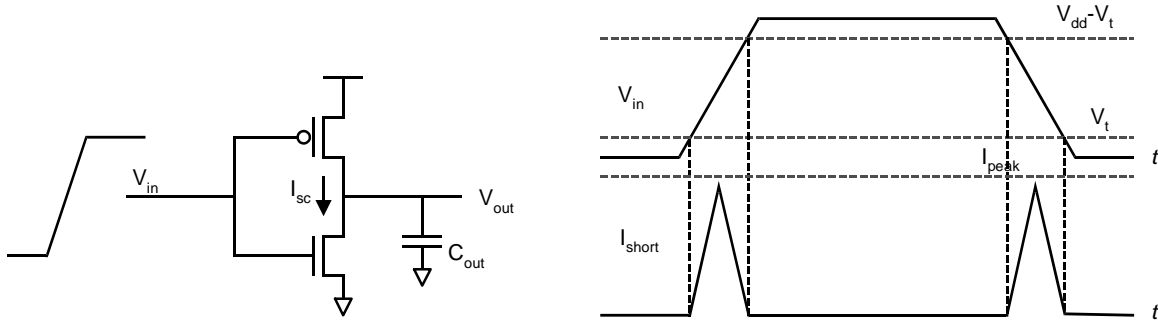 V_in
I_sc
V_out
C_out
V_dd-V_t
V_in
V_t
t
I_peak
I_short
t